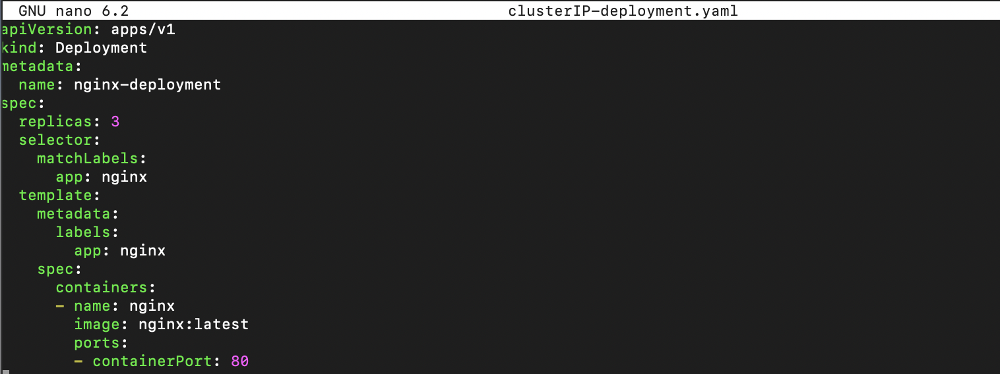 GNU nano 6.2 clusterIP-deployment.yaml
apiVersion: apps/v1
kind: Deployment
metadata:
  name: nginx-deployment
spec:
  replicas: 3
  selector:
    matchLabels:
      app: nginx
  template:
    metadata:
      labels:
        app: nginx
    spec:
      containers:
      - name: nginx
        image: nginx:latest
        ports:
        - containerPort: 80